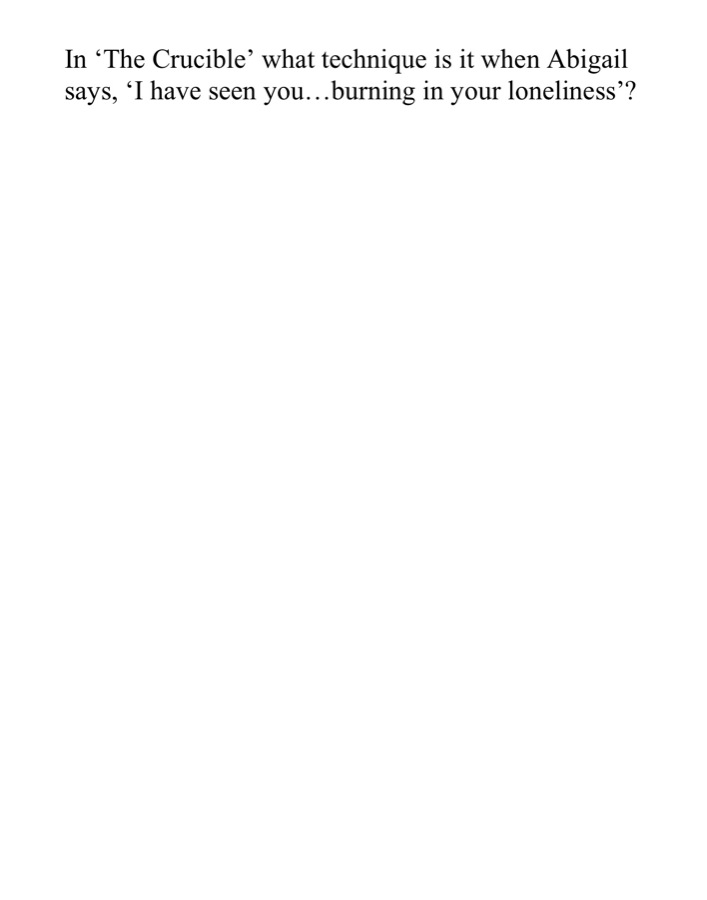 In ‘The Crucible’ what technique is it when Abigail
says, ‘I have seen you…burning in your loneliness’?